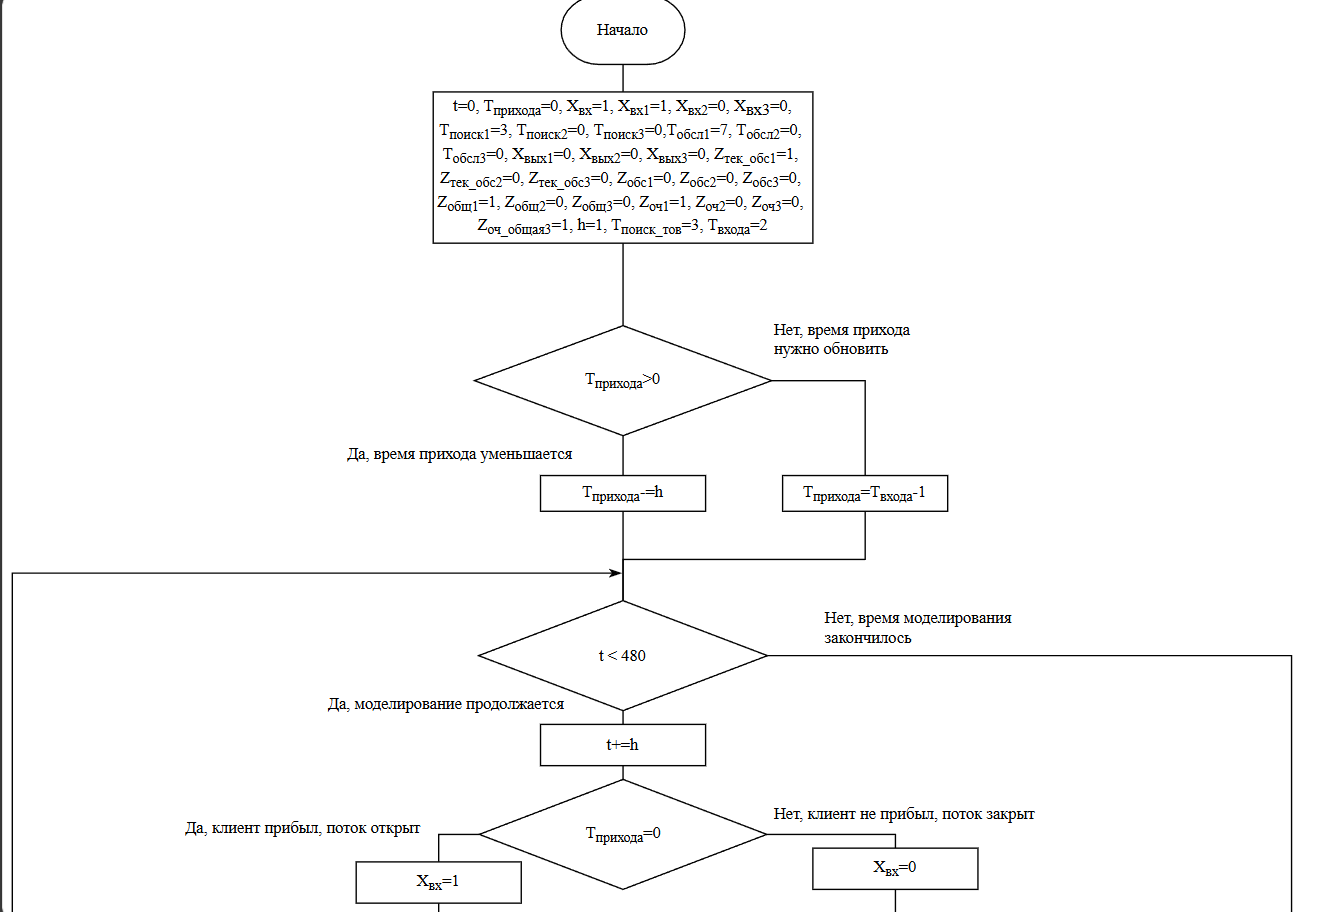 Начало
t=0, Tприхода=0, Xвх=1, Xвх1=1, Xвх2=0, Xвх3=0,
Tпоиск1=3, Tпоиск2=0, Tпоиск3=0,Tобсл1=7, Tобсл2=0,
Tобсл3=0, Xвых1=0, Xвых2=0, Xвых3=0, Zтек_обс1=1,
Zтек_обс2=0, Zтек_обс3=0, Zобс1=0, Zобс2=0, Zобс3=0,
Zобщ1=1, Zобщ2=0, Zобщ3=0, Zоч1=1, Zоч2=0, Zоч3=0,
Zоч_общая3=1, h=1, Tпоиск_тов=3, Tвхода=2
Нет, время прихода
нужно обновить
Tприхода>0
Да, время прихода уменьшается
Tприхода-=h
Tприхода=Tвхода-1
Нет, время моделирования
закончилось
t < 480
Да, моделирование продолжается
t+=h
Да, клиент прибыл, поток открыт
Tприхода=0
Нет, клиент не прибыл, поток закрыт
Xвх=1
Xвх=0